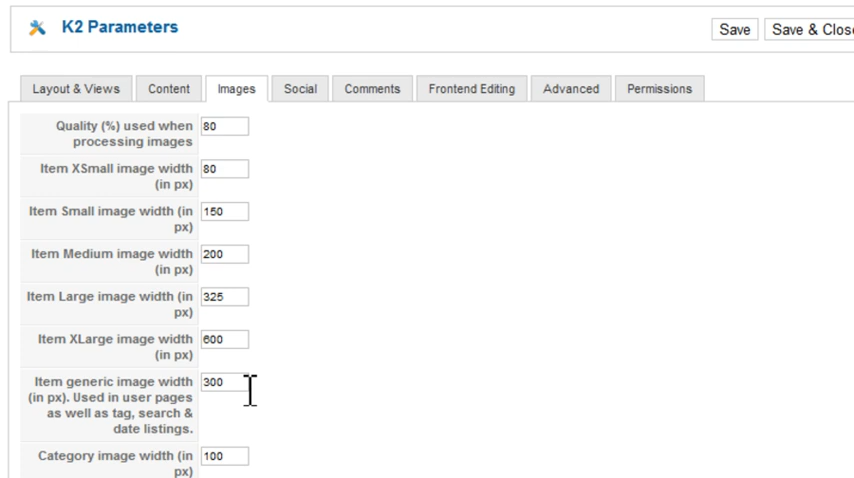 K2 Parameters
Save
Save & Close
Layout & Views
Content
Images
Social
Comments
Frontend Editing
Advanced
Permissions
Quality (%) used when
processing images
80
Item XSmall image width
(in px)
80
Item Small image width (in
px)
150
Item Medium image width
(in px)
200
Item Large image width (in
px)
325
Item XLarge image width
(in px)
600
Item generic image width
(in px). Used in user pages
as well as tag, search &
date listings.
300
Category image width (in
px)
100